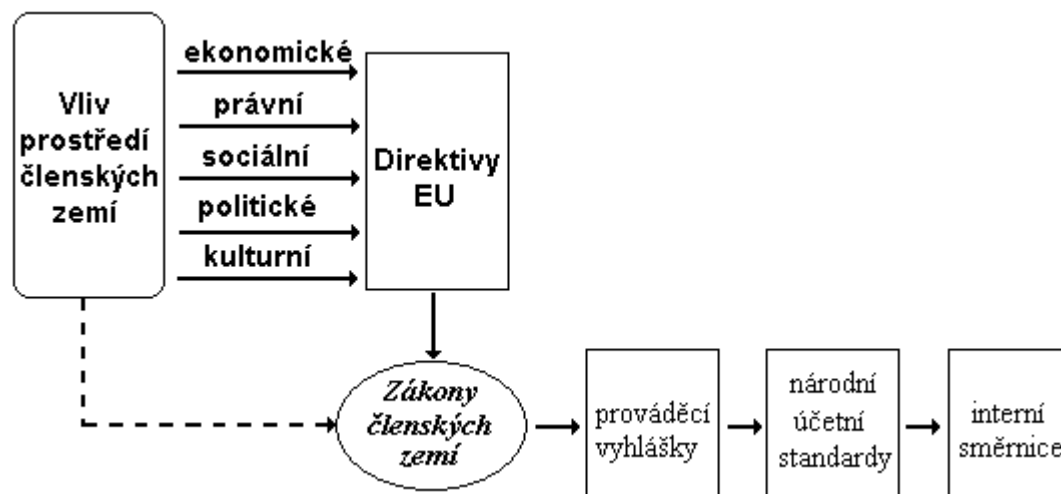 Vliv
prostředí
členských
zemí
ekonomické
právní
sociální
politické
kulturní
Direktivy
EU
Zákony
členských
zemí
prováděcí
vyhlášky
národní
účetní
standardy
interní
směrnice